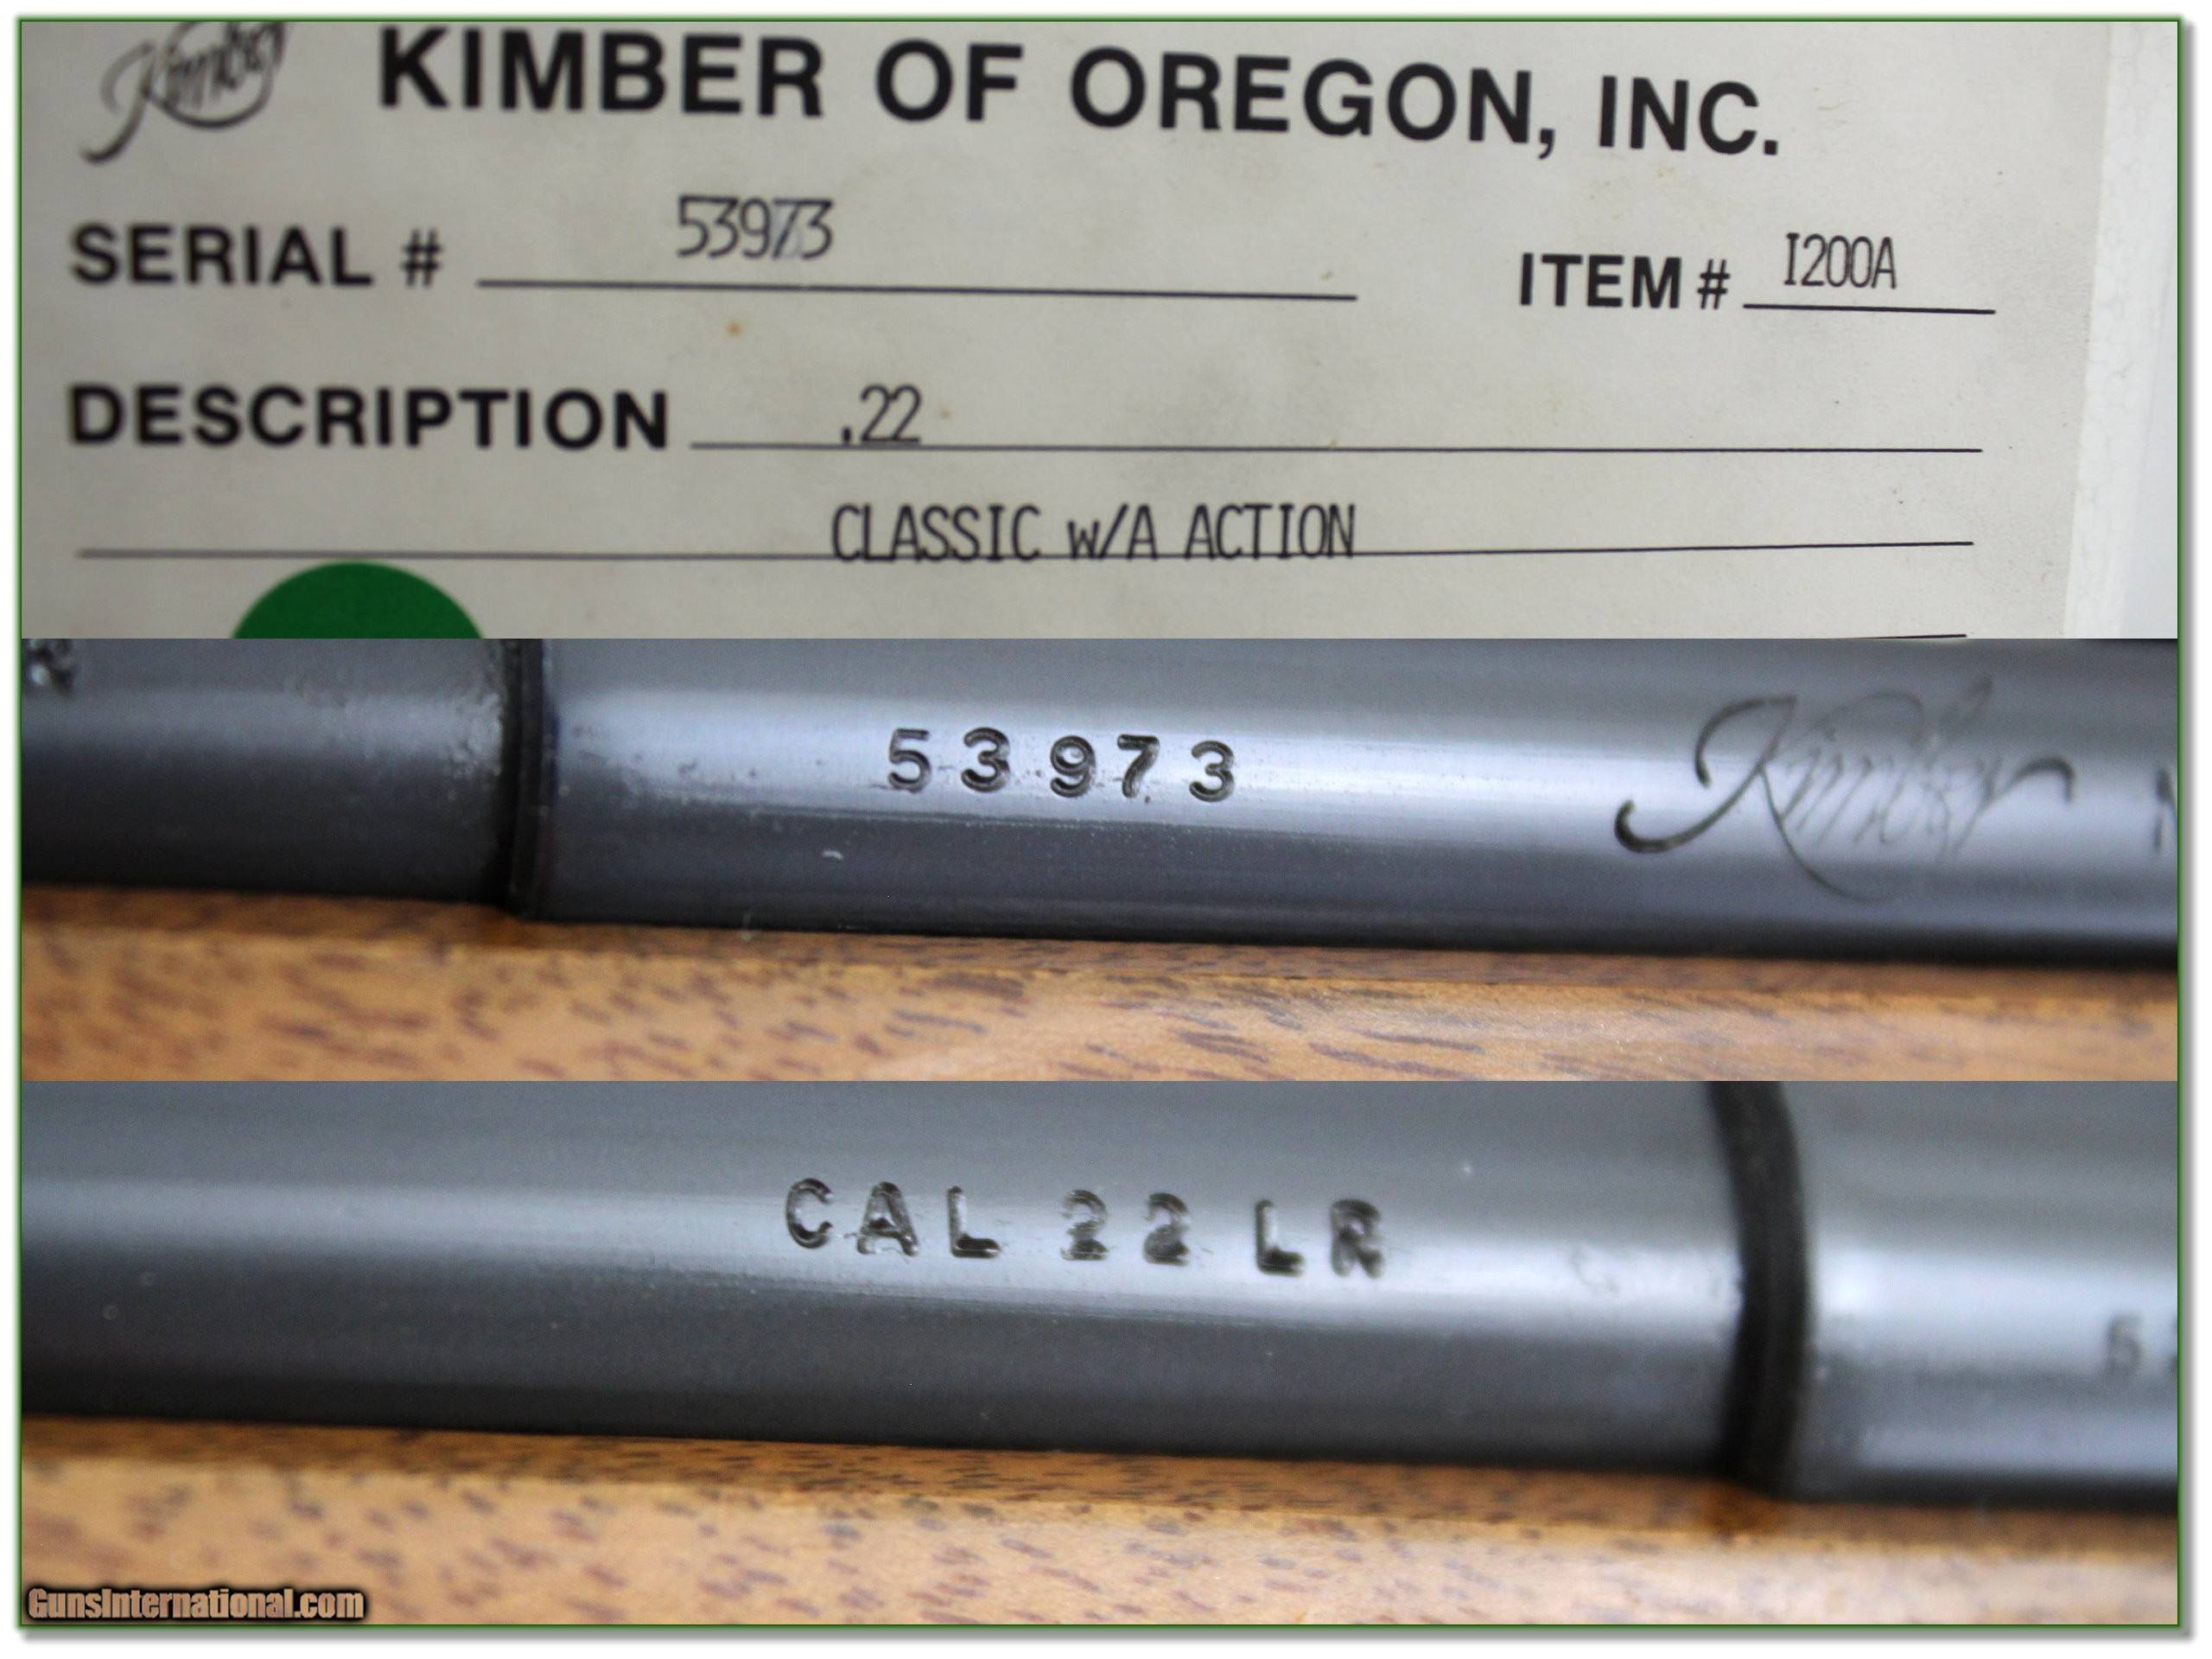 Kimber KIMBER OF OREGON, INC.
SERIAL # 53973 ITEM # I200A
DESCRIPTION .22
CLASSIC w/A ACTION
53973 Kimber
CAL 22 LR
GunsInternational.com